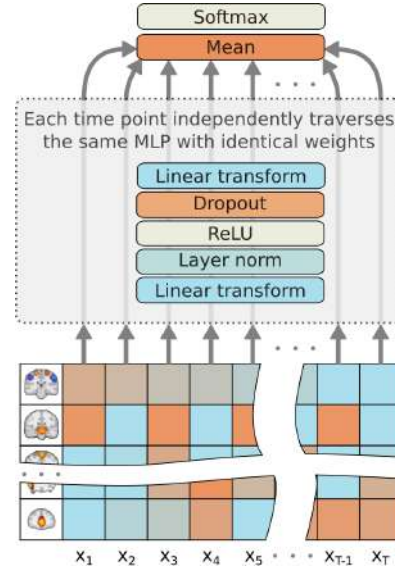 Softmax
Mean
. . .
Each time point independently traverses
the same MLP with identical weights
Linear transform
Dropout
ReLU
Layer norm
Linear transform
. . .
. . .
x1 x2 x3 x4 x5 . . . xT-1 xT